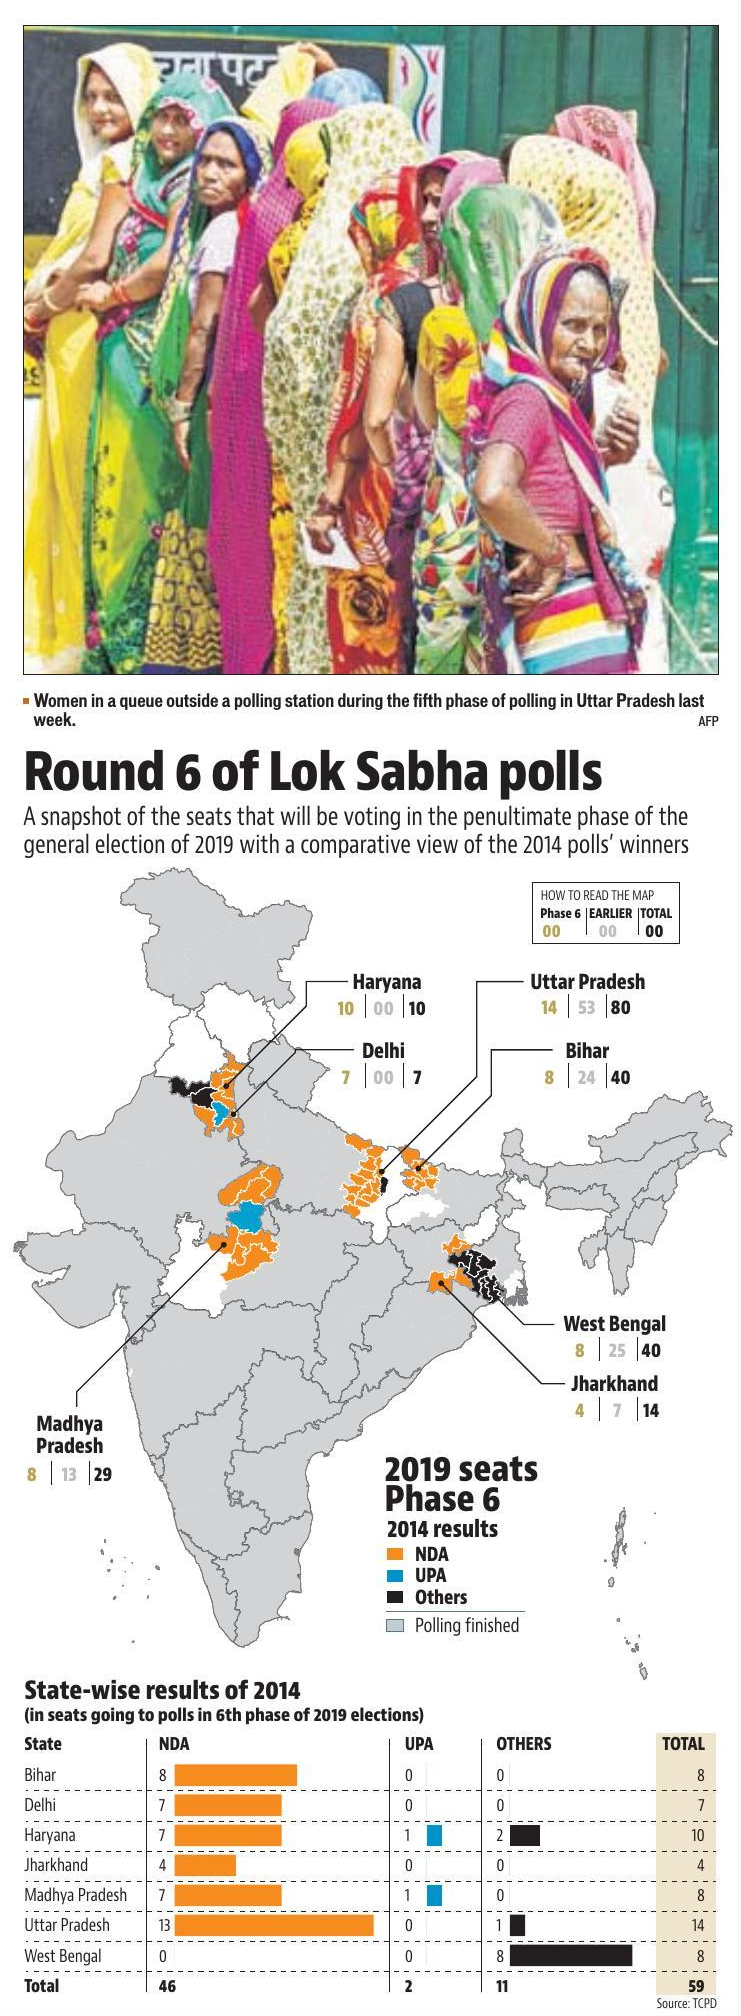 चना पट
Women in a queue outside a polling station during the fifth phase of polling in Uttar Pradesh last
week.
AFP
Round 6 of Lok Sabha polls
A snapshot of the seats that will be voting in the penultimate phase of the
general election of 2019 with a comparative view of the 2014 polls' winners
HOW TO READ THE MAP
Phase 6 | EARLIER | TOTAL
00 | 00 | 00
Haryana
10 | 00 | 10
Uttar Pradesh
14 | 53 | 80
Delhi
7 | 00 | 7
Bihar
8 | 24 | 40
West Bengal
8 | 25 | 40
Jharkhand
4 | 7 | 14
Madhya
Pradesh
8 | 13 | 29
2019 seats
Phase 6
2014 results
NDA
UPA
Others
Polling finished
State-wise results of 2014
(in seats going to polls in 6th phase of 2019 elections)
State NDA UPA OTHERS TOTAL
Bihar 8 0 0 8
Delhi 7 0 0 7
Haryana 7 1 2 10
Jharkhand 4 0 0 4
Madhya Pradesh 7 1 0 8
Uttar Pradesh 13 0 1 14
West Bengal 0 0 8 8
Total 46 2 11 59
Source: TCPD